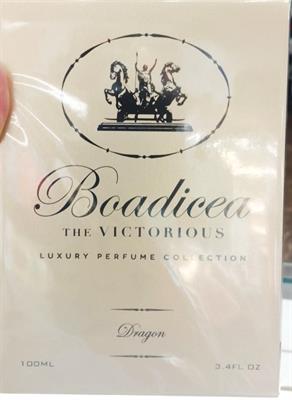 Boadicea
THE VICTORIOUS
LUXURY PERFUME COLLECTION
Dragon
100ML 3.4FL OZ